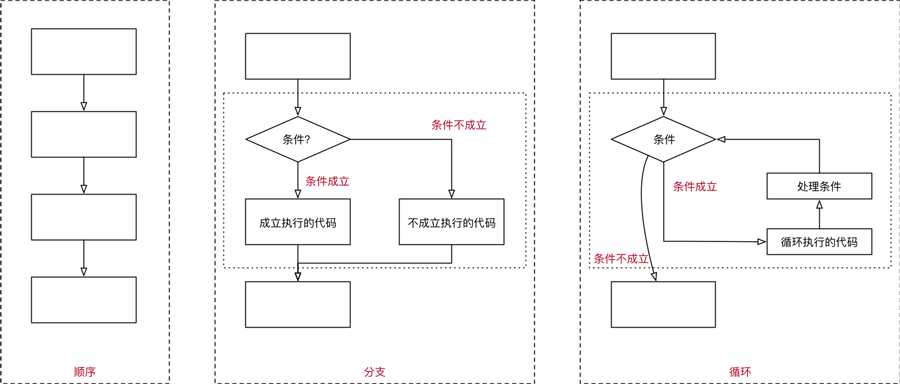 顺序
条件?
条件不成立
条件成立
成立执行的代码
不成立执行的代码
分支
条件
条件成立
处理条件
循环执行的代码
条件不成立
循环